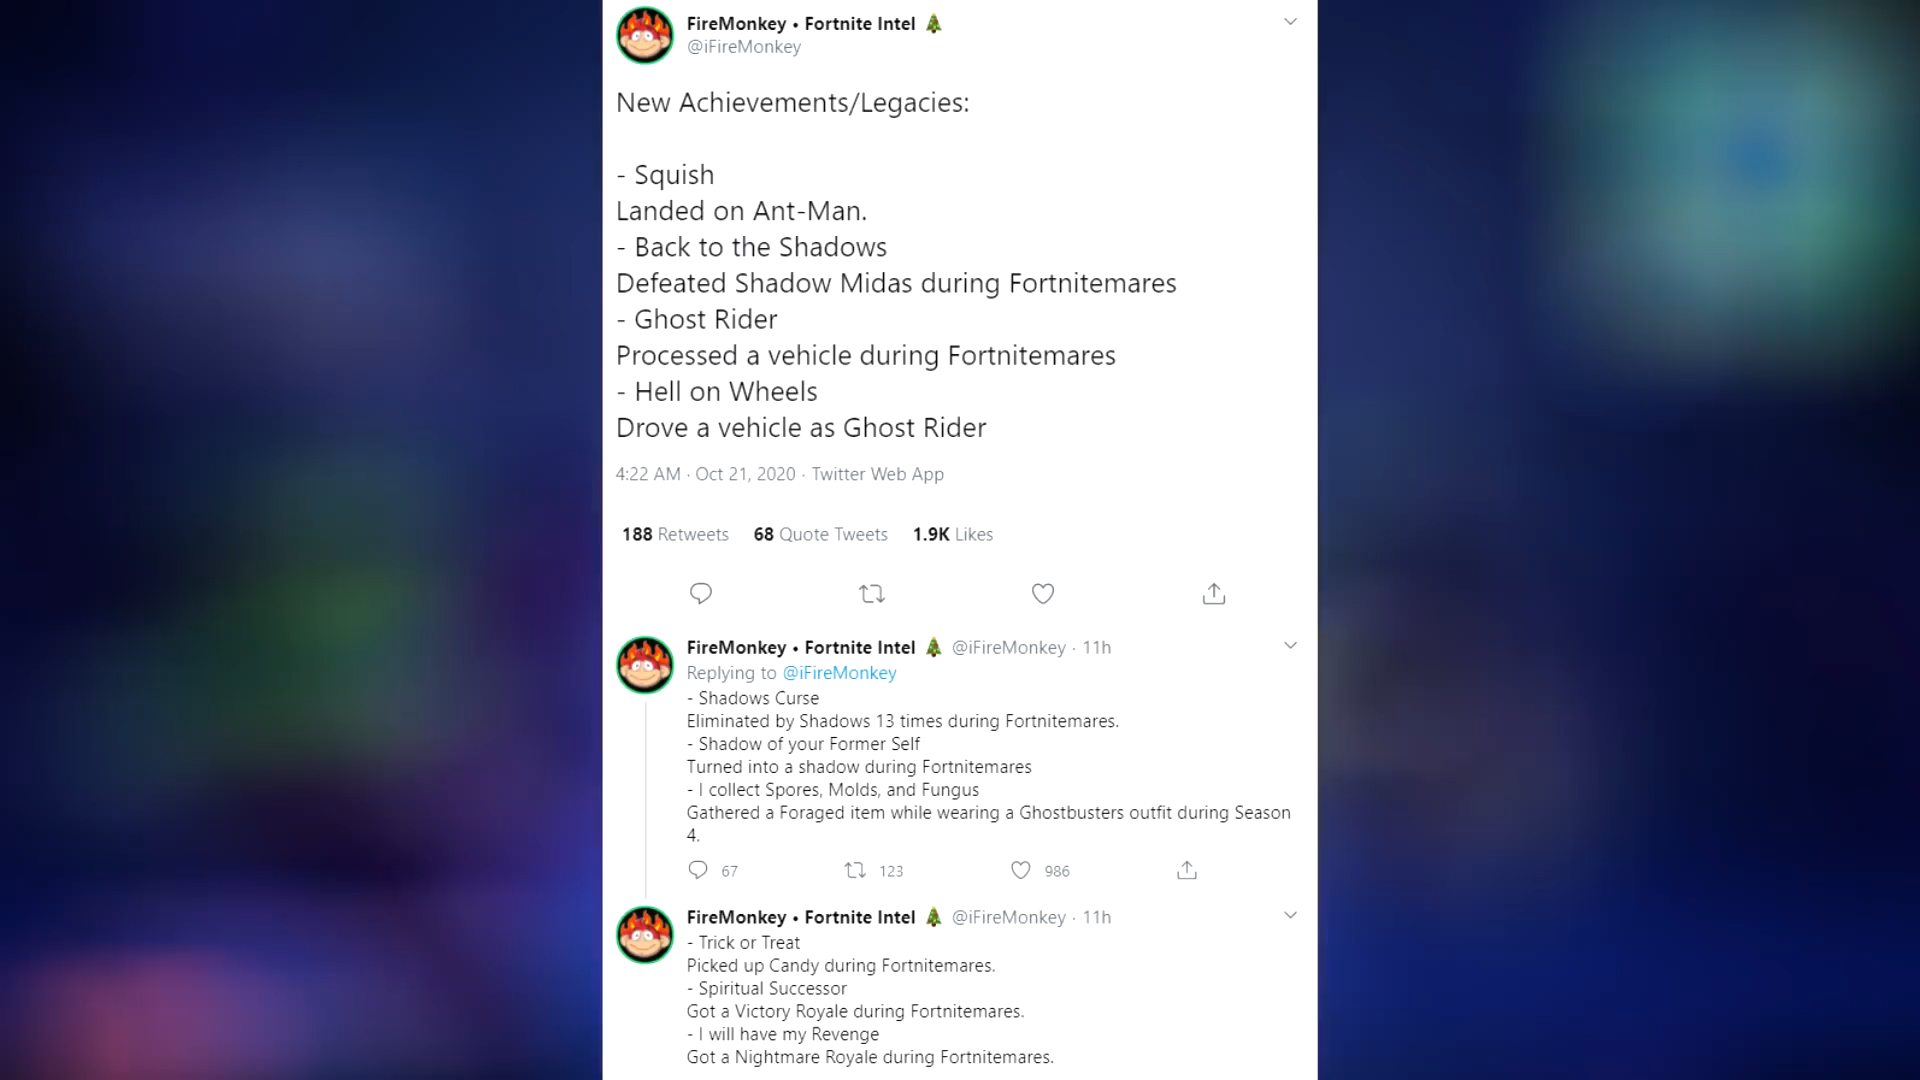 FireMonkey • Fortnite Intel 🎄
@iFireMonkey
New Achievements/Legacies:
- Squish
Landed on Ant-Man.
- Back to the Shadows
Defeated Shadow Midas during Fortnitemares
- Ghost Rider
Processed a vehicle during Fortnitemares
- Hell on Wheels
Drove a vehicle as Ghost Rider
4:22 AM · Oct 21, 2020 · Twitter Web App
188 Retweets 68 Quote Tweets 1.9K Likes
FireMonkey • Fortnite Intel 🎄 @iFireMonkey · 11h
Replying to @iFireMonkey
- Shadows Curse
Eliminated by Shadows 13 times during Fortnitemares.
- Shadow of your Former Self
Turned into a shadow during Fortnitemares
- I collect Spores, Molds, and Fungus
Gathered a Foraged item while wearing a Ghostbusters outfit during Season
4.
67 123 986
FireMonkey • Fortnite Intel 🎄 @iFireMonkey · 11h
- Trick or Treat
Picked up Candy during Fortnitemares.
- Spiritual Successor
Got a Victory Royale during Fortnitemares.
- I will have my Revenge
Got a Nightmare Royale during Fortnitemares.